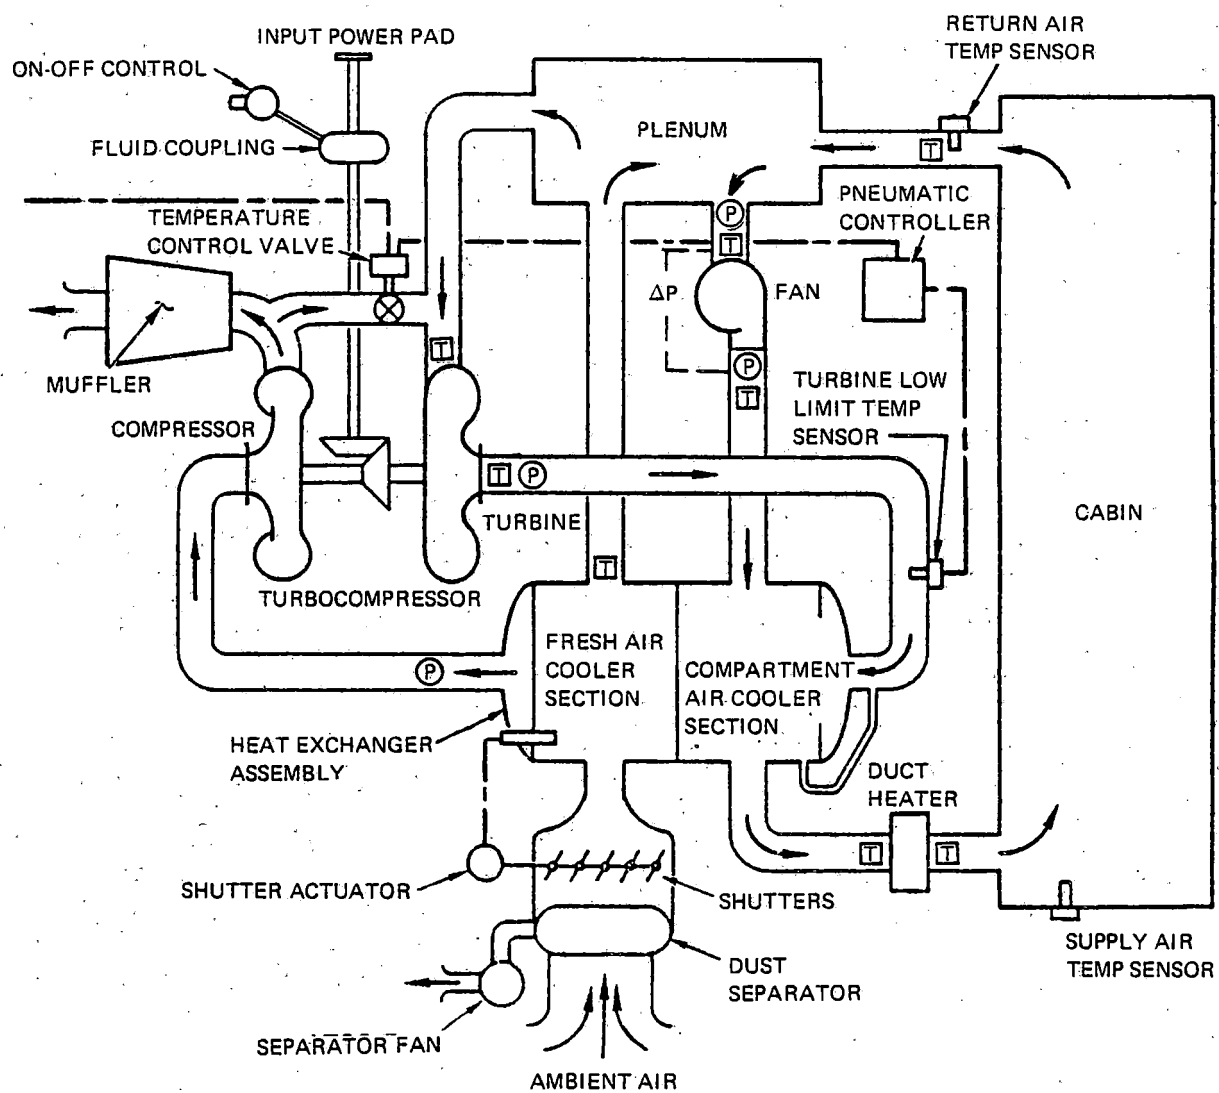 RETURN AIR
TEMP SENSOR
INPUT POWER PAD
ON-OFF CONTROL
PLENUM
FLUID COUPLING
T
PNEUMATIC
CONTROLLER
P
TEMPERATURE
CONTROL VALVE
T
ΔP
FAN
T
MUFFLER
P
T
TURBINE LOW
LIMIT TEMP
SENSOR
COMPRESSOR
T
P
TURBINE
CABIN
T
TURBOCOMPRESSOR
FRESH AIR
COOLER
SECTION
COMPARTMENT
AIR COOLER
SECTION
P
HEAT EXCHANGER
ASSEMBLY
DUCT
HEATER
T
T
SHUTTER ACTUATOR
SHUTTERS
SUPPLY AIR
TEMP SENSOR
DUST
SEPARATOR
SEPARATOR FAN
AMBIENT AIR